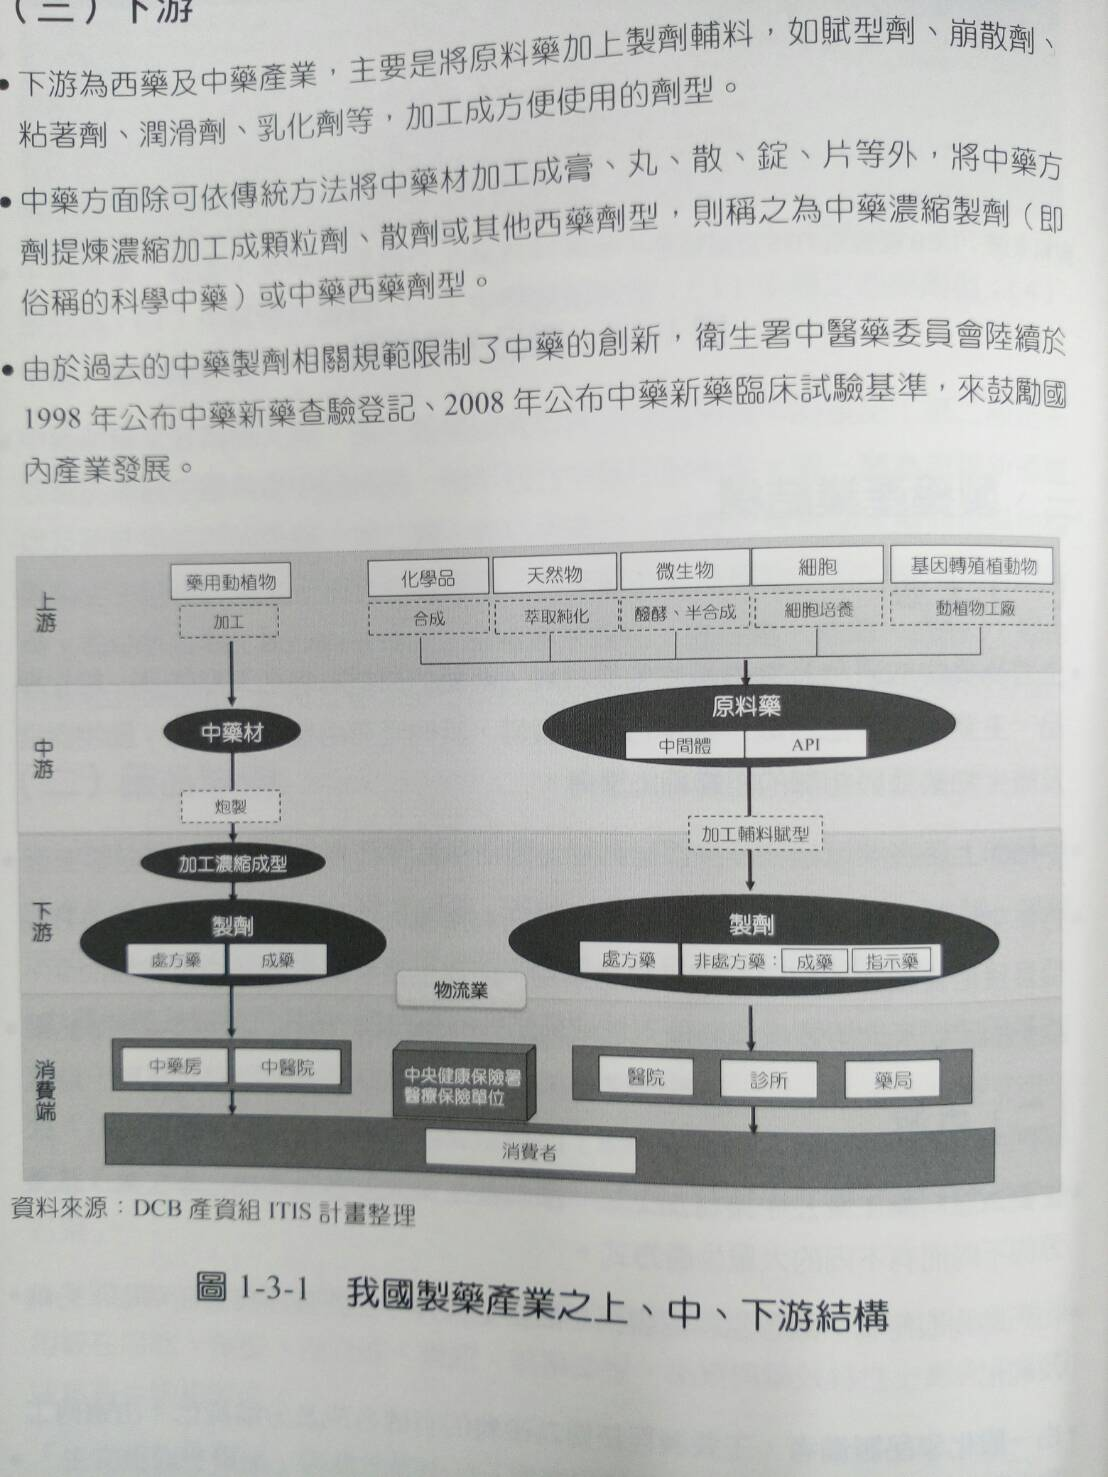 （三）下游
• 下游為西藥及中藥產業，主要是將原料藥加上製劑輔料，如賦型劑、崩散劑、
粘著劑、潤滑劑、乳化劑等，加工成方便使用的劑型。
• 中藥方面除可依傳統方法將中藥材加工成膏、丸、散、錠、片等外，將中藥方
劑提煉濃縮加工成顆粒劑、散劑或其他西藥劑型，則稱之為中藥濃縮製劑（即
俗稱的科學中藥）或中藥西藥劑型。
• 由於過去的中藥製劑相關規範限制了中藥的創新，衛生署中醫藥委員會陸續於
1998 年公布中藥新藥查驗登記、2008 年公布中藥新藥臨床試驗基準，來鼓勵國
內產業發展。
上游
藥用動植物 化學品 天然物 微生物 細胞 基因轉殖植動物
加工 合成 萃取純化 醱酵、半合成 細胞培養 動植物工廠
中游
中藥材 原料藥
中間體 API
炮製
加工輔料賦型
下游
加工濃縮成型
製劑 製劑
處方藥 成藥 處方藥 非處方藥： 成藥 指示藥
物流業
消費端
中藥房 中醫院 中央健康保險署 醫院 診所 藥局
醫療保險單位
消費者
資料來源：DCB 產資組 ITIS 計畫整理
圖 1-3-1 我國製藥產業之上、中、下游結構